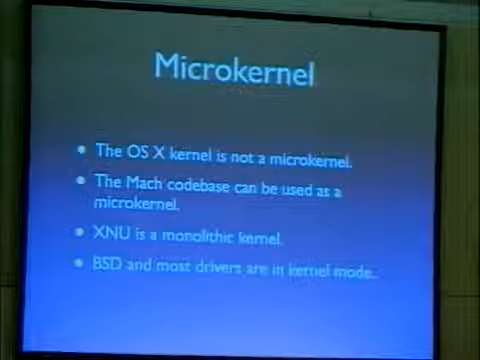 Microkernel
• The OS X kernel is not a microkernel.
• The Mach codebase can be used as a
microkernel.
• XNU is a monolithic kernel.
• BSD and most drivers are in kernel mode.